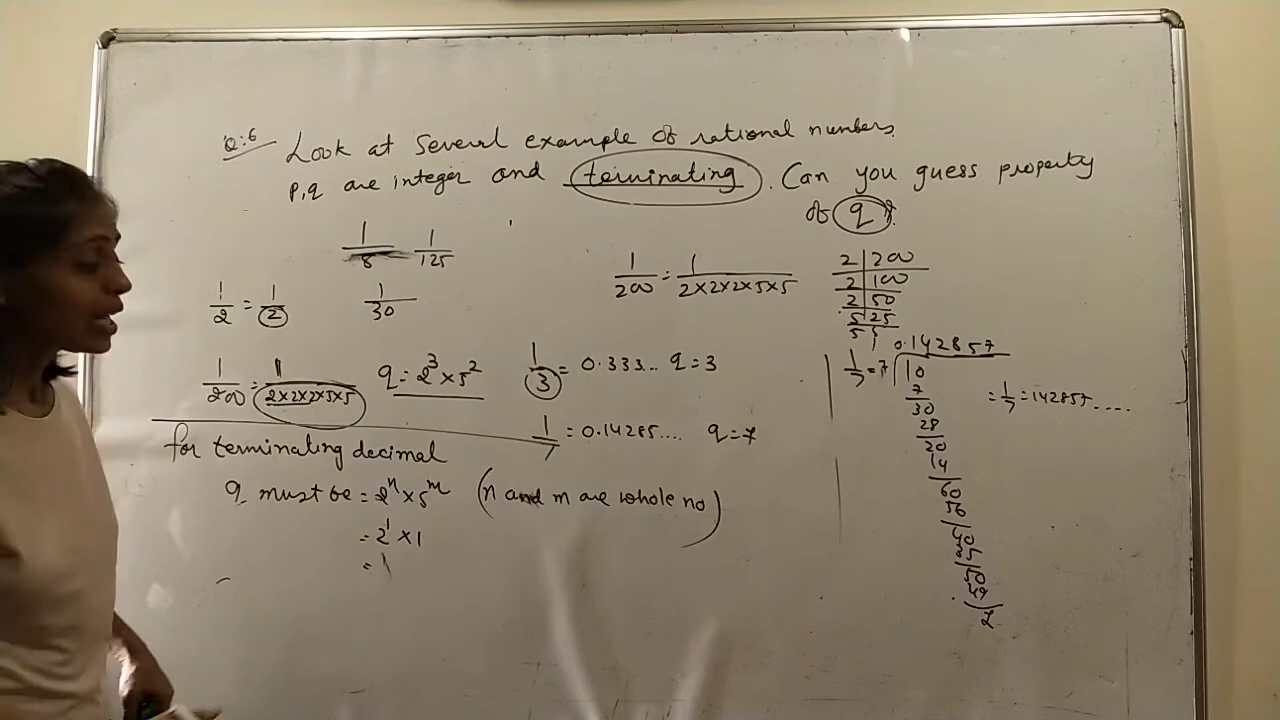 Q:6 Look at several example of rational numbers.
p,q are integer and terminating. Can you guess property
of q?
1/8 1/125
1/2 = 1/2
1/30
1/200 = 1/2×2×2×5×5
2 | 200
2 | 100
2 | 50
5 | 25
5 | 5
1
1/200 = 1/2×2×2×5×5 q = 2³×5²
1/3 = 0.333... q = 3
1/7 = 0.14285.... q = 7
for terminating decimal
q must be = 2ⁿ × 5ᵐ (n and m are whole no)
= 2¹ × 1
= 1
0.142857
1/7 = 7 10
7
30
28
20
14
60
56
40
35
50
49
1
= 1/7 = 142857....